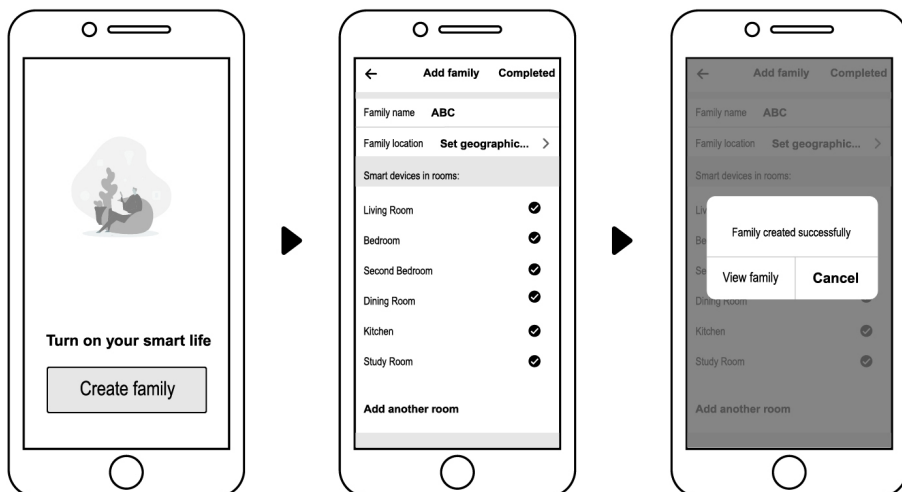 Turn on your smart life
Create family
Add family Completed
Family name ABC
Family location Set geographic...
Smart devices in rooms:
Living Room
Bedroom
Second Bedroom
Dining Room
Kitchen
Study Room
Add another room
Add family Completed
Family name ABC
Family location Set geographic...
Smart devices in rooms:
Liv
Family created successfully
Be
Se
View family Cancel
Dining Room
Kitchen
Study Room
Add another room